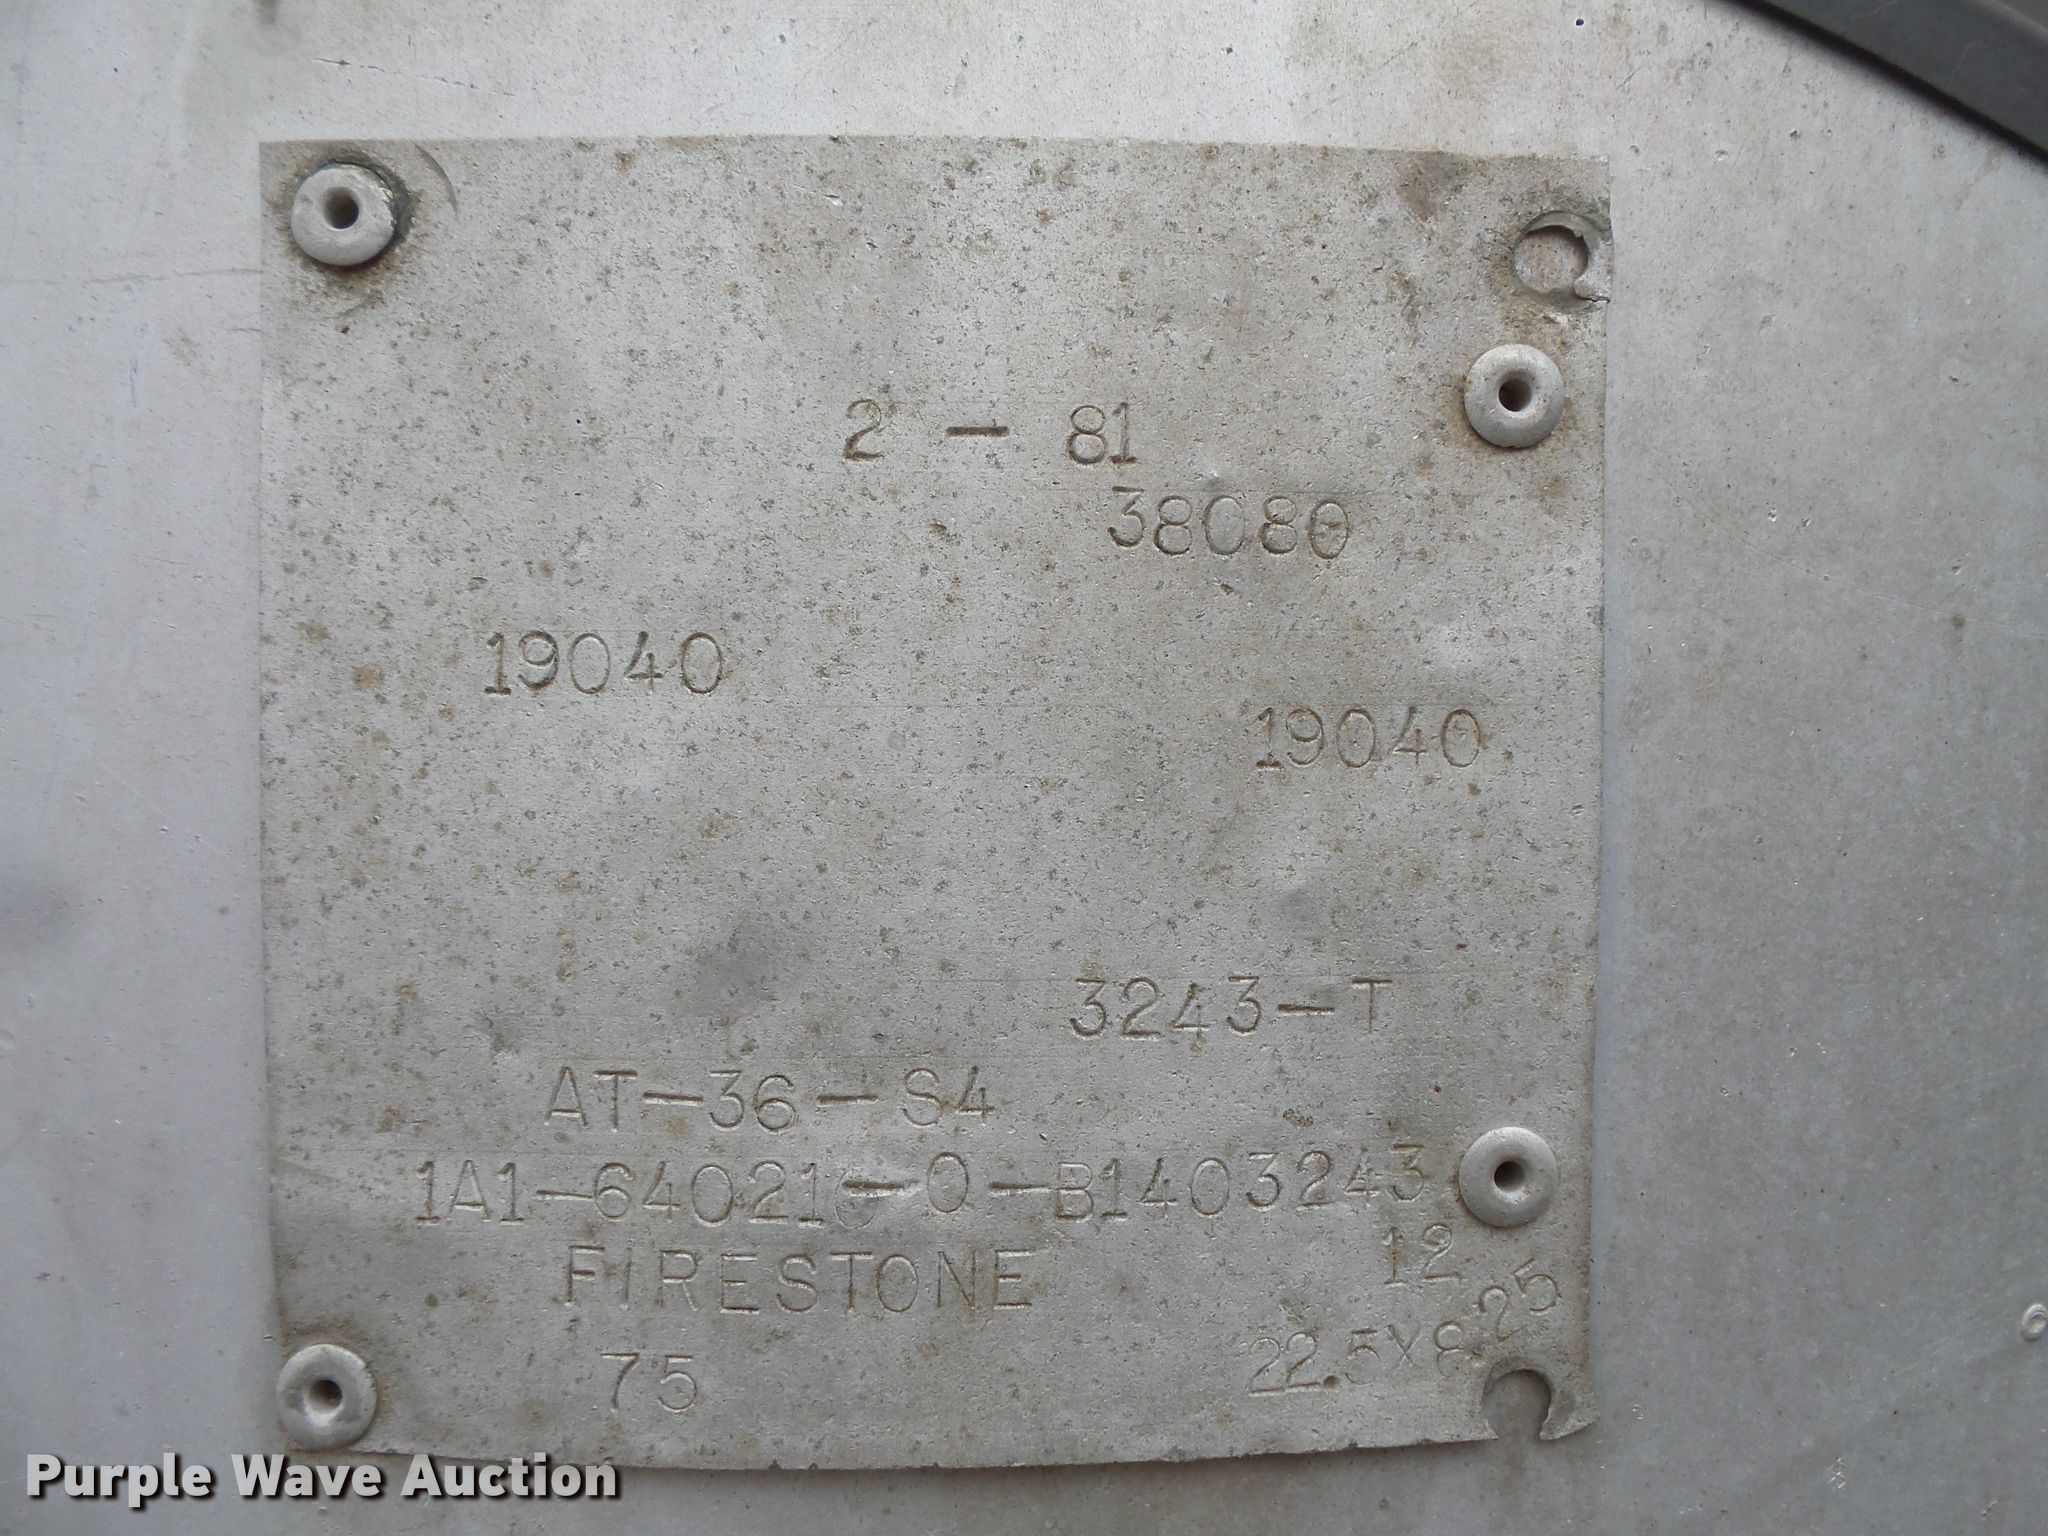 2 - 81
38080
19040
19040
3243-T
AT-36-S4
1A1-640210-0-B1403243
FIRESTONE 12
75 22.5X8.25
Purple Wave Auction